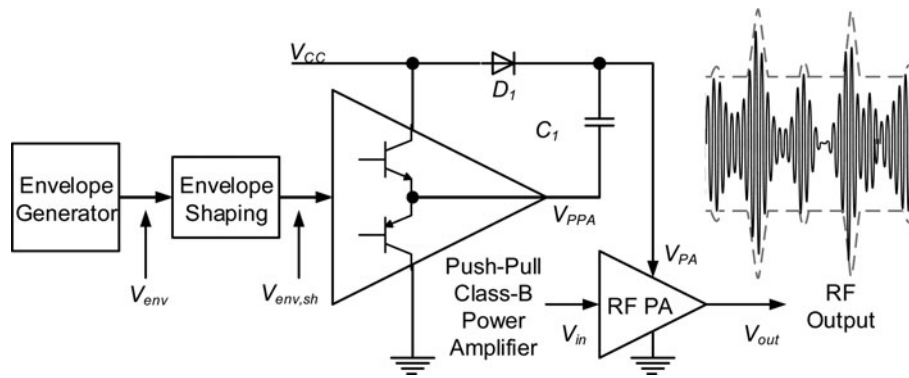 V_CC
D_1
C_1
Envelope
Generator
Envelope
Shaping
V_env
V_env,sh
V_PPA
Push-Pull
Class-B
Power
Amplifier
V_in
RF PA
V_PA
V_out
RF
Output